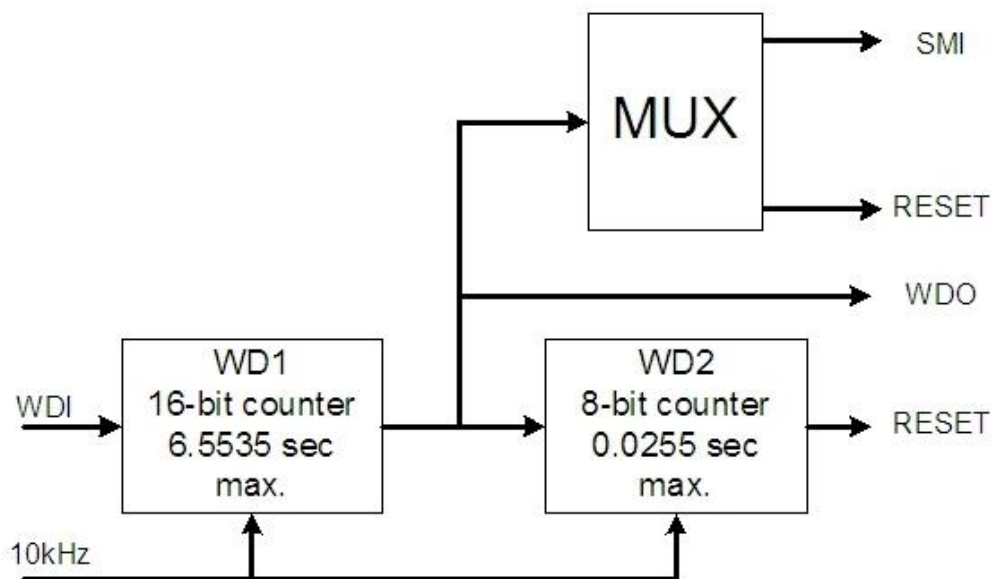 SMI
MUX
RESET
WDO
WDI
WD1
16-bit counter
6.5535 sec
max.
WD2
8-bit counter
0.0255 sec
max.
RESET
10kHz